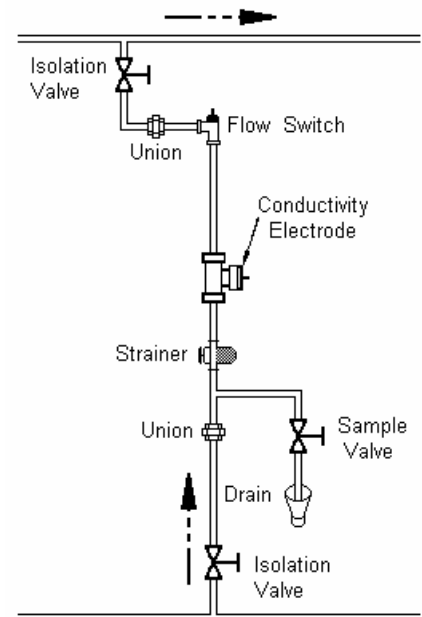 Isolation
Valve
Flow Switch
Union
Conductivity
Electrode
Strainer
Union
Sample
Valve
Drain
Isolation
Valve